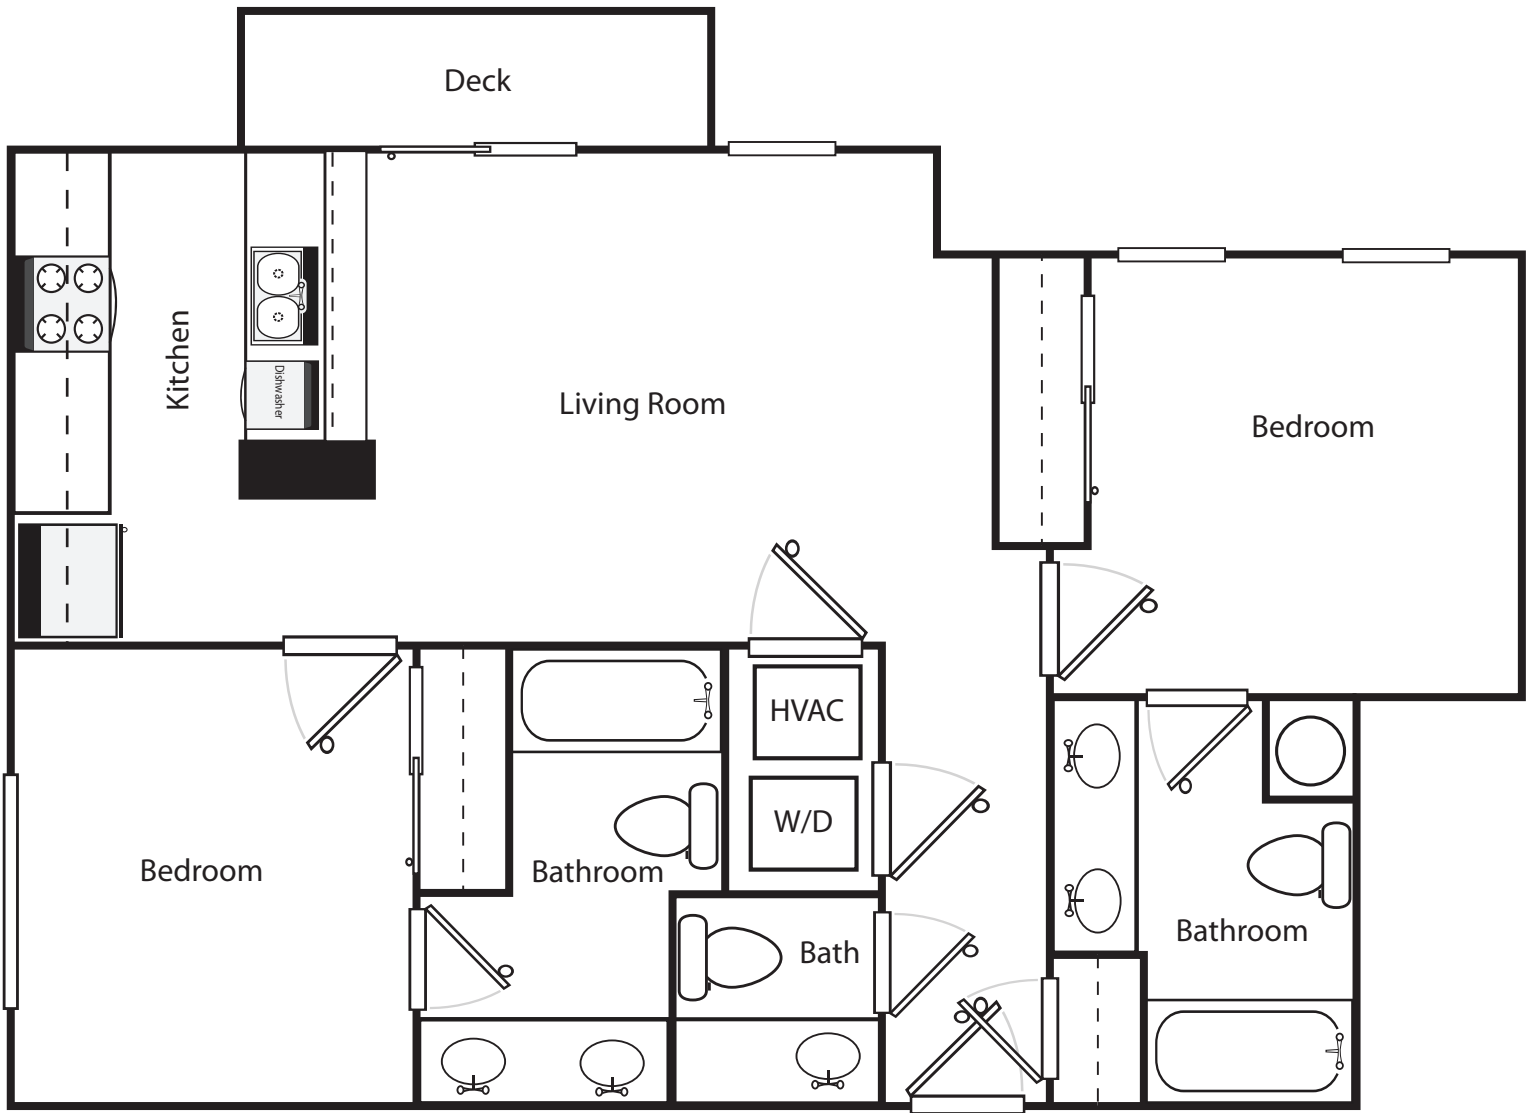 Deck
Kitchen
Dishwasher
Living Room
Bedroom
HVAC
W/D
Bedroom
Bathroom
Bath
Bathroom